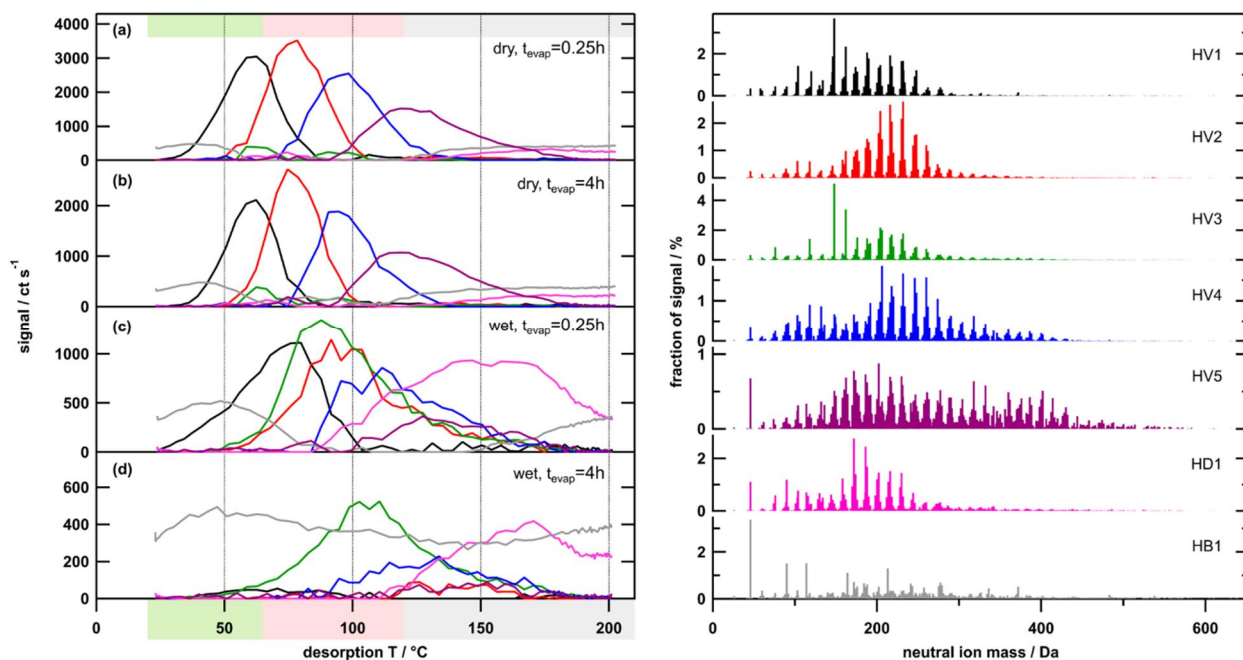 (a)
dry, t_evap=0.25h
4000
3000
2000
1000
0
(b)
dry, t_evap=4h
2000
1000
0
(c)
wet, t_evap=0.25h
1000
500
0
(d)
wet, t_evap=4h
600
400
200
0
signal / ct s⁻¹
0 50 100 150 200
desorption T / °C
HV1
2
0
HV2
2
1
0
HV3
4
2
0
HV4
1
0
HV5
1
0
HD1
2
1
0
HB1
2
0
fraction of signal / %
0 200 400 600
neutral ion mass / Da